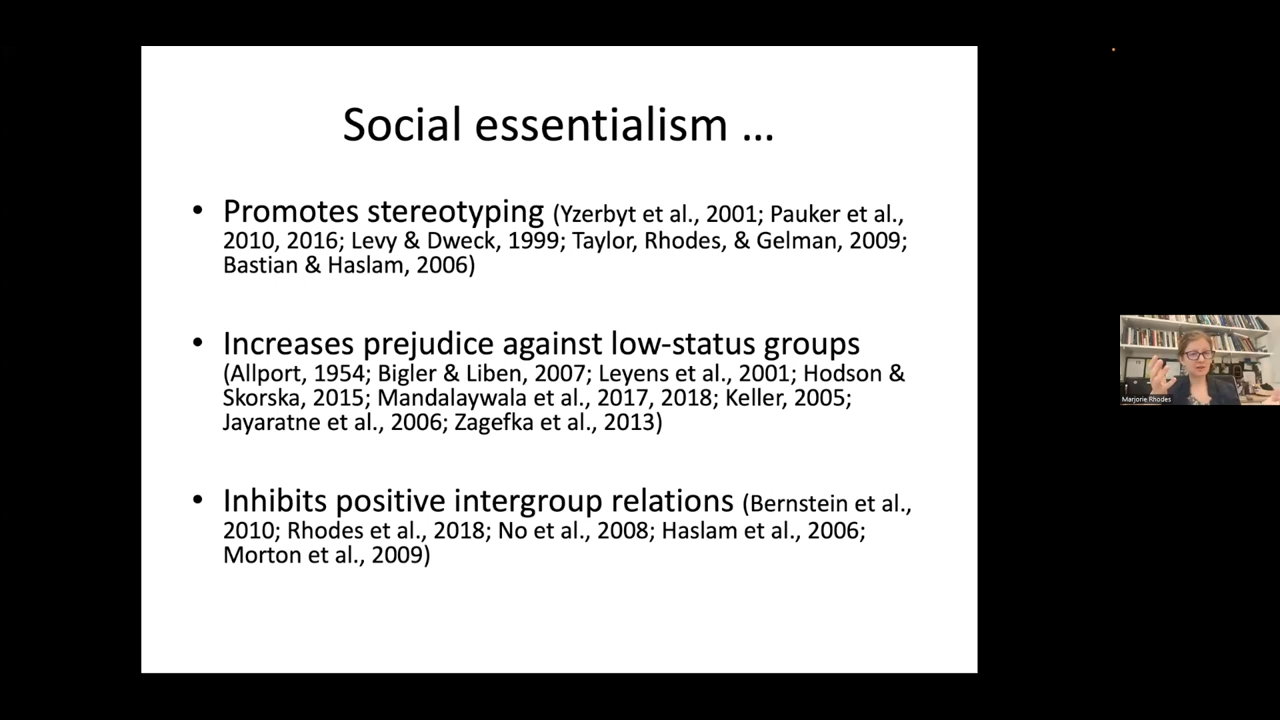 Social essentialism …
• Promotes stereotyping (Yzerbyt et al., 2001; Pauker et al.,
2010, 2016; Levy & Dweck, 1999; Taylor, Rhodes, & Gelman, 2009;
Bastian & Haslam, 2006)
• Increases prejudice against low-status groups
(Allport, 1954; Bigler & Liben, 2007; Leyens et al., 2001; Hodson &
Skorska, 2015; Mandalaywala et al., 2017, 2018; Keller, 2005;
Jayaratne et al., 2006; Zagefka et al., 2013)
• Inhibits positive intergroup relations (Bernstein et al.,
2010; Rhodes et al., 2018; No et al., 2008; Haslam et al., 2006;
Morton et al., 2009)
Marjorie Rhodes